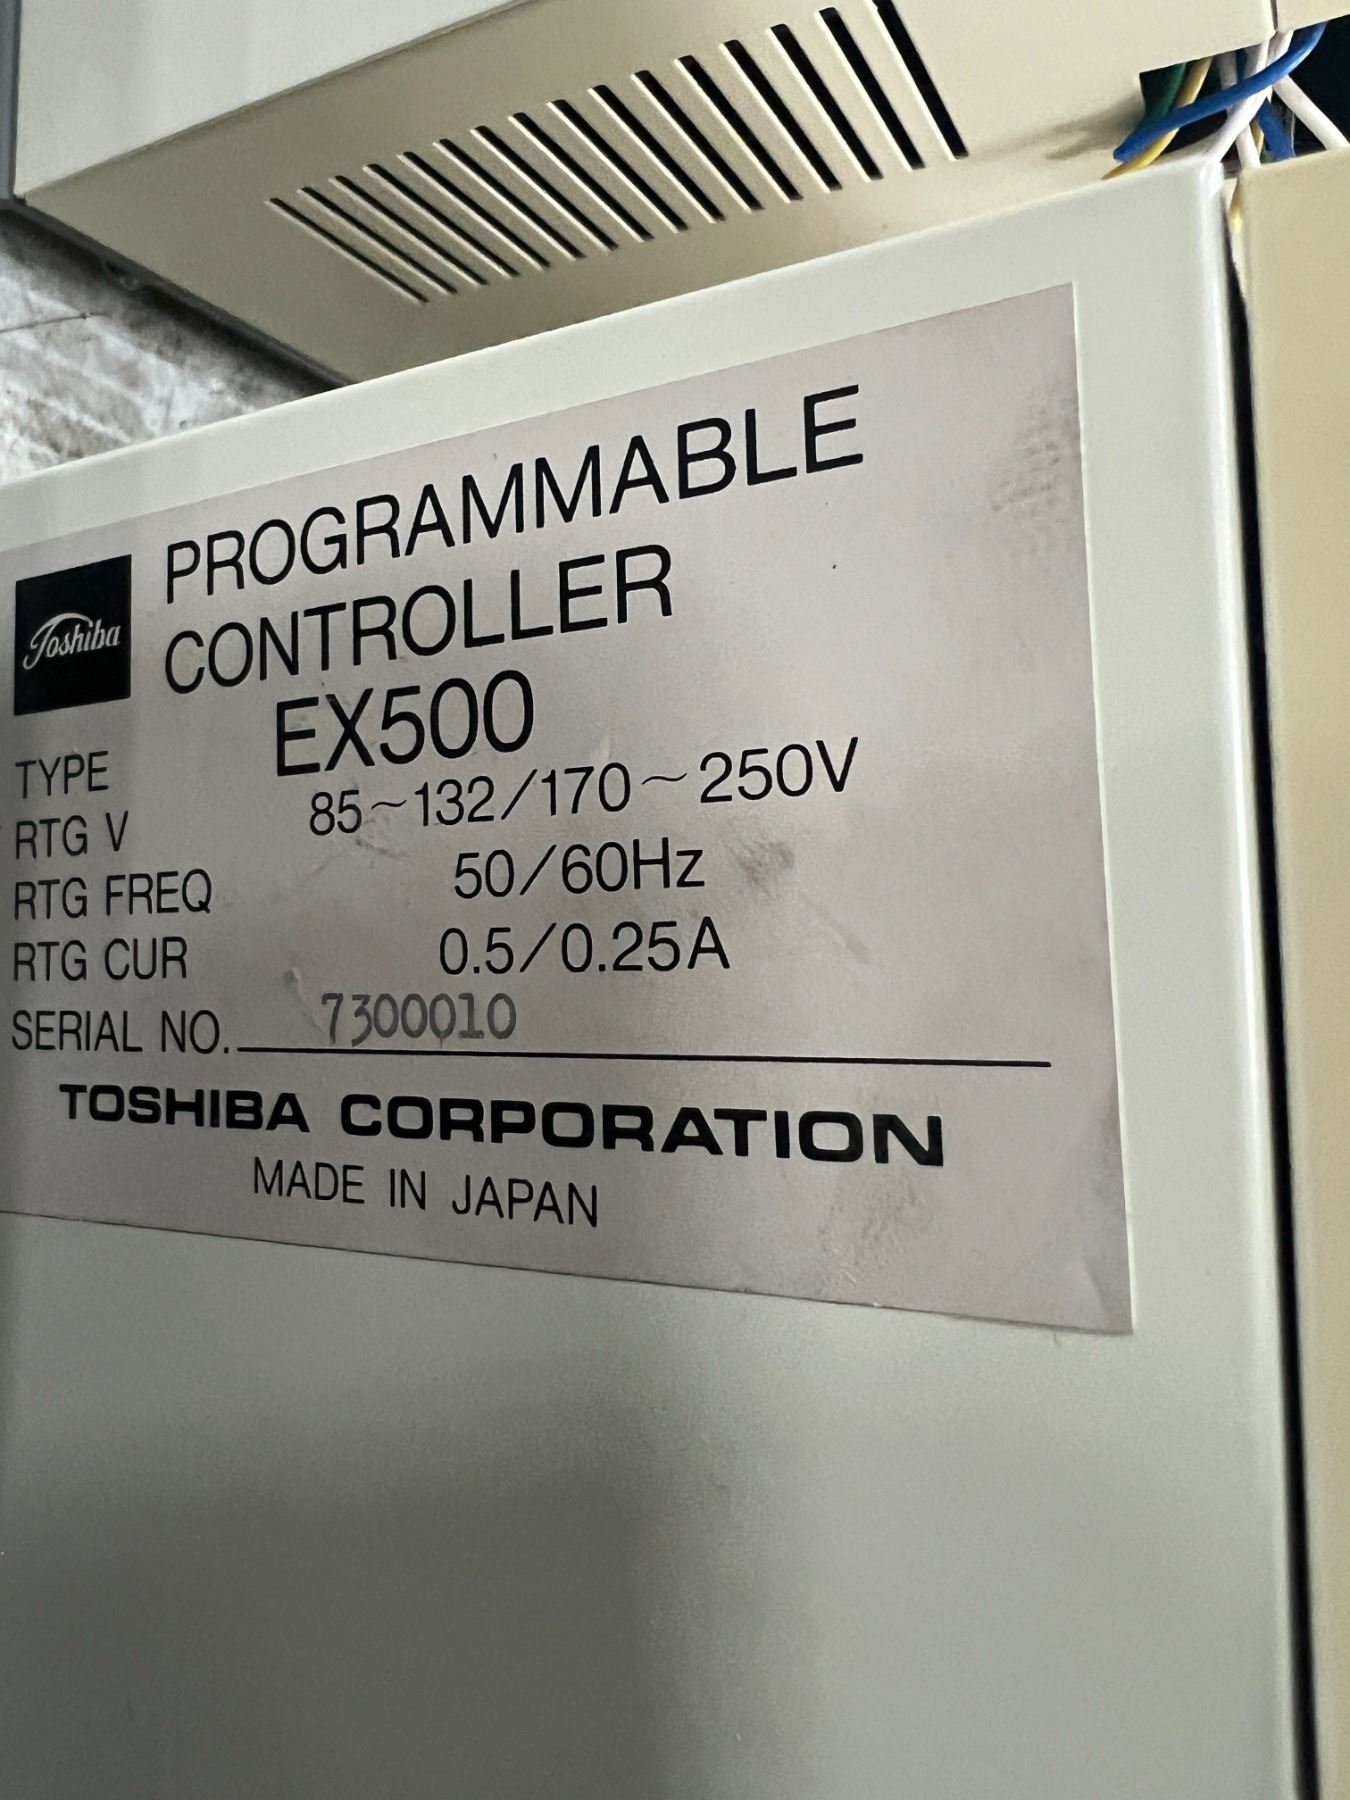 Toshiba
PROGRAMMABLE
CONTROLLER
TYPE EX500
RTG V 85~132/170~250V
RTG FREQ 50/60Hz
RTG CUR 0.5/0.25A
SERIAL NO. 7300010
TOSHIBA CORPORATION
MADE IN JAPAN